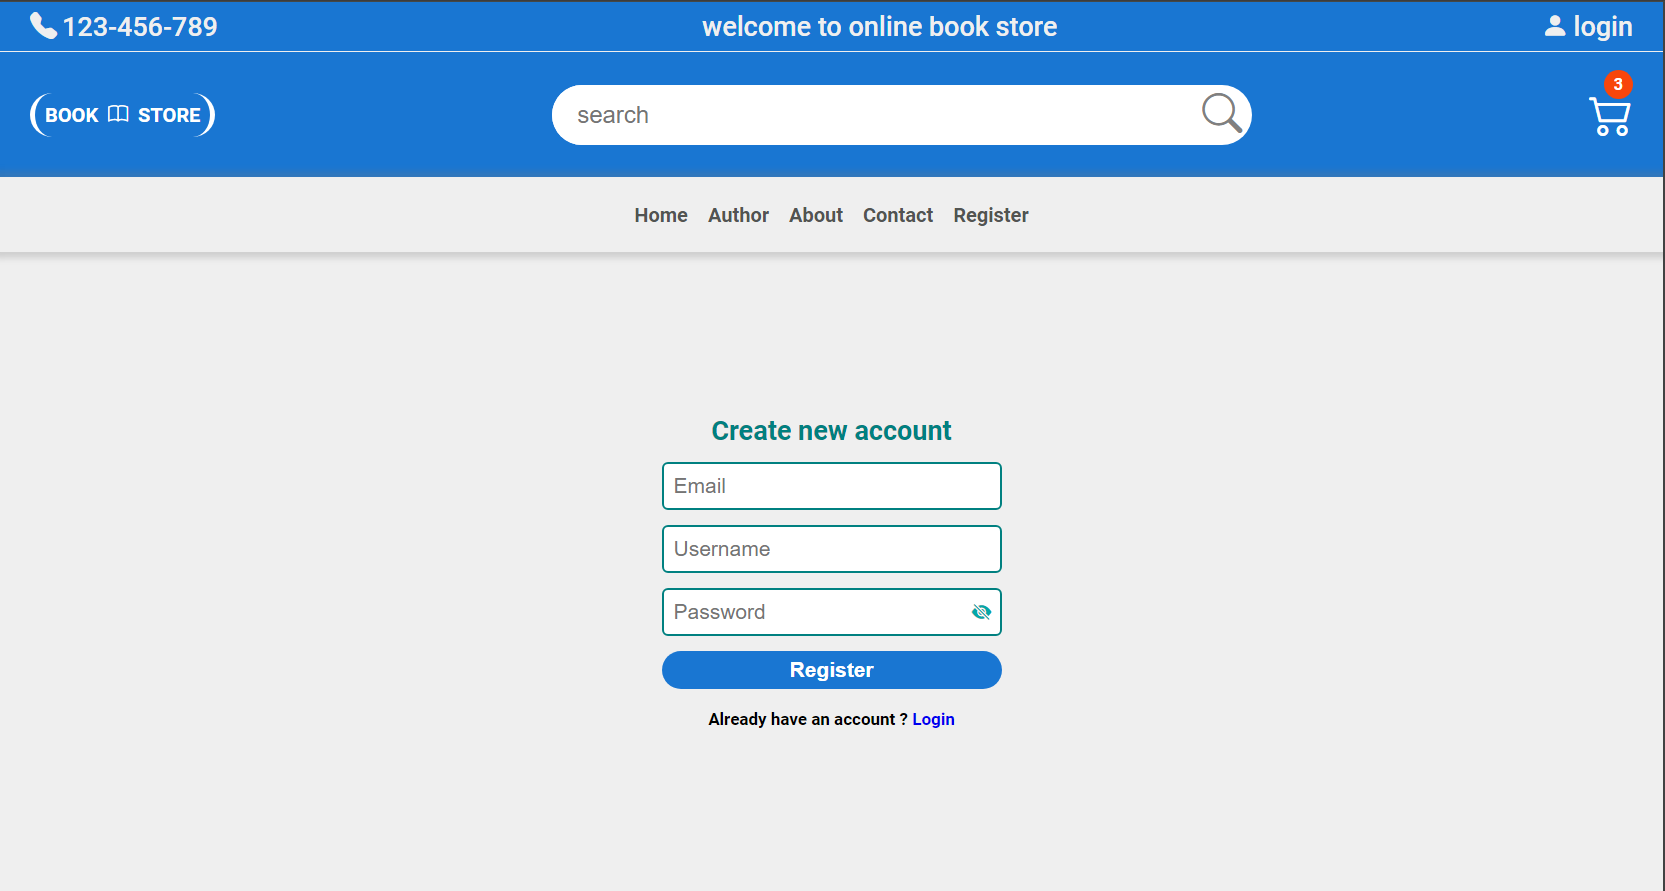 123-456-789 welcome to online book store login
3
BOOK STORE search
Home Author About Contact Register
Create new account
Email
Username
Password
Register
Already have an account ? Login